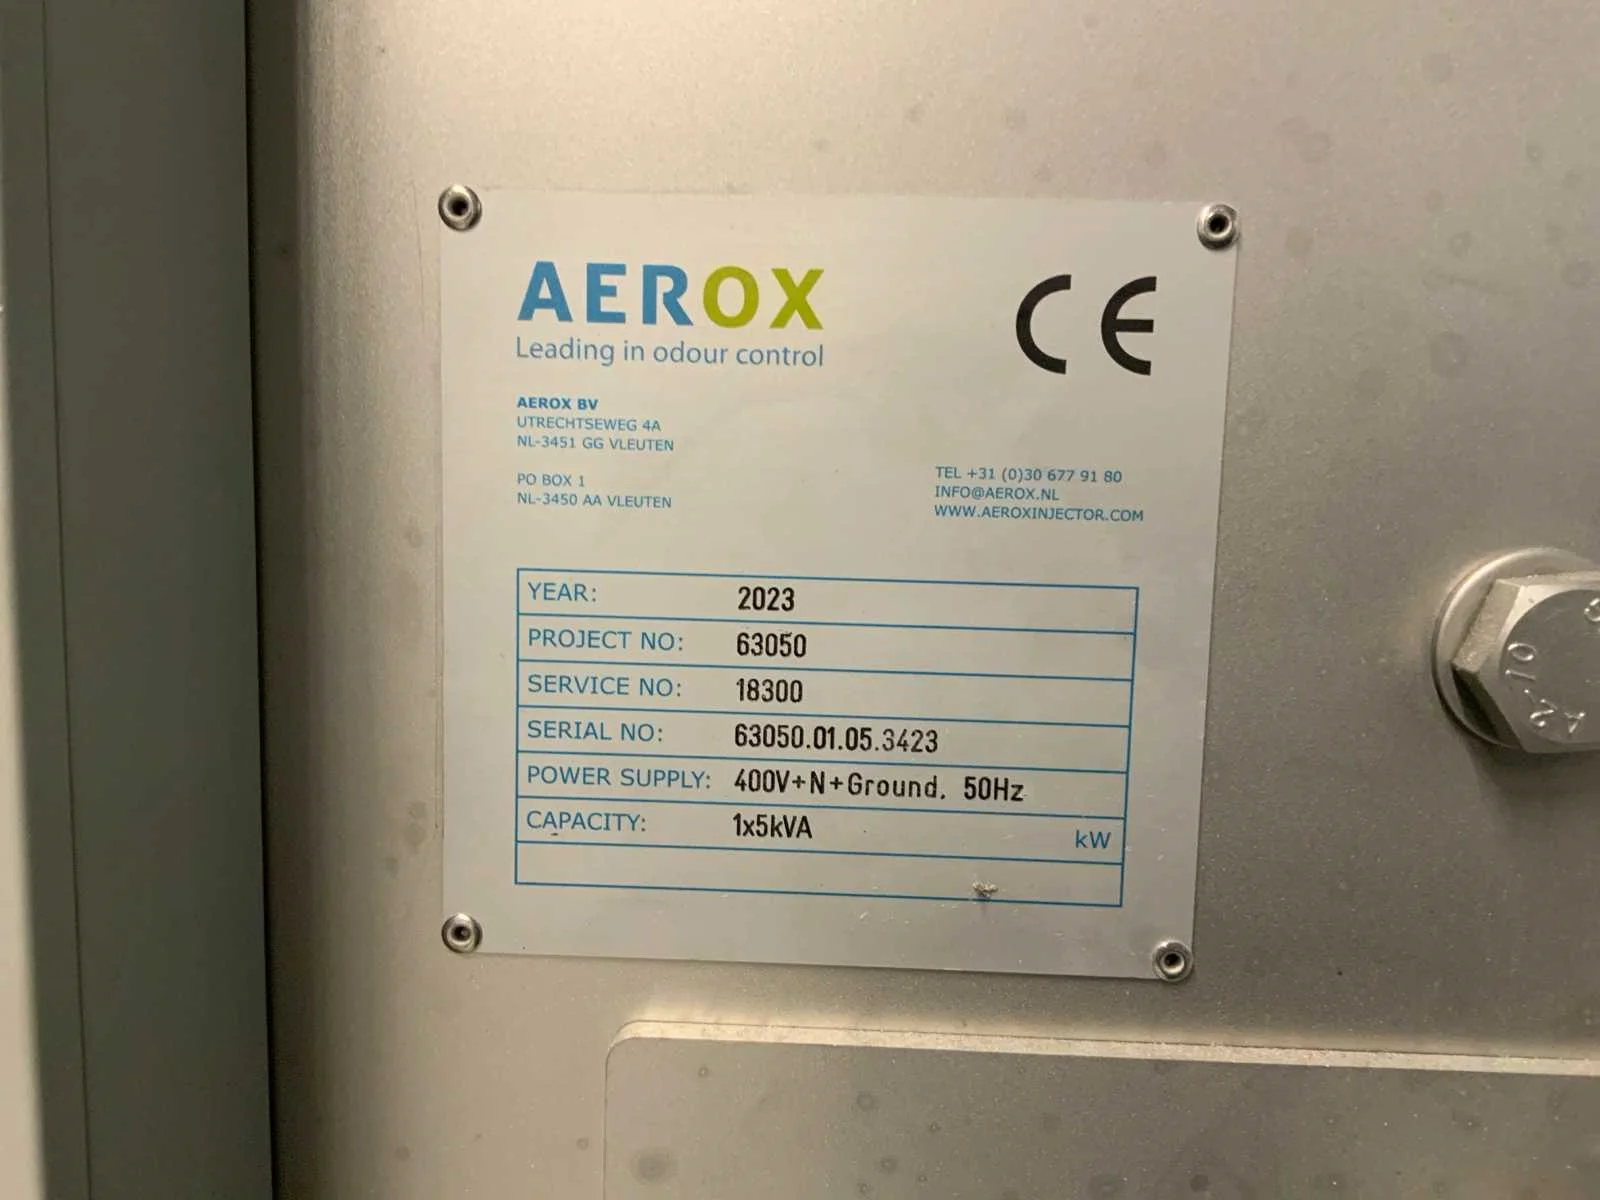 AEROX
Leading in odour control
CE
AEROX BV
UTRECHTSEWEG 4A
NL-3451 GG VLEUTEN
PO BOX 1
NL-3450 AA VLEUTEN
TEL +31 (0)30 677 91 80
INFO@AEROX.NL
WWW.AEROXINJECTOR.COM
YEAR: 2023
PROJECT NO: 63050
SERVICE NO: 18300
SERIAL NO: 63050.01.05.3423
POWER SUPPLY: 400V+N+Ground. 50Hz
CAPACITY: 1x5kVA kW
A2 70